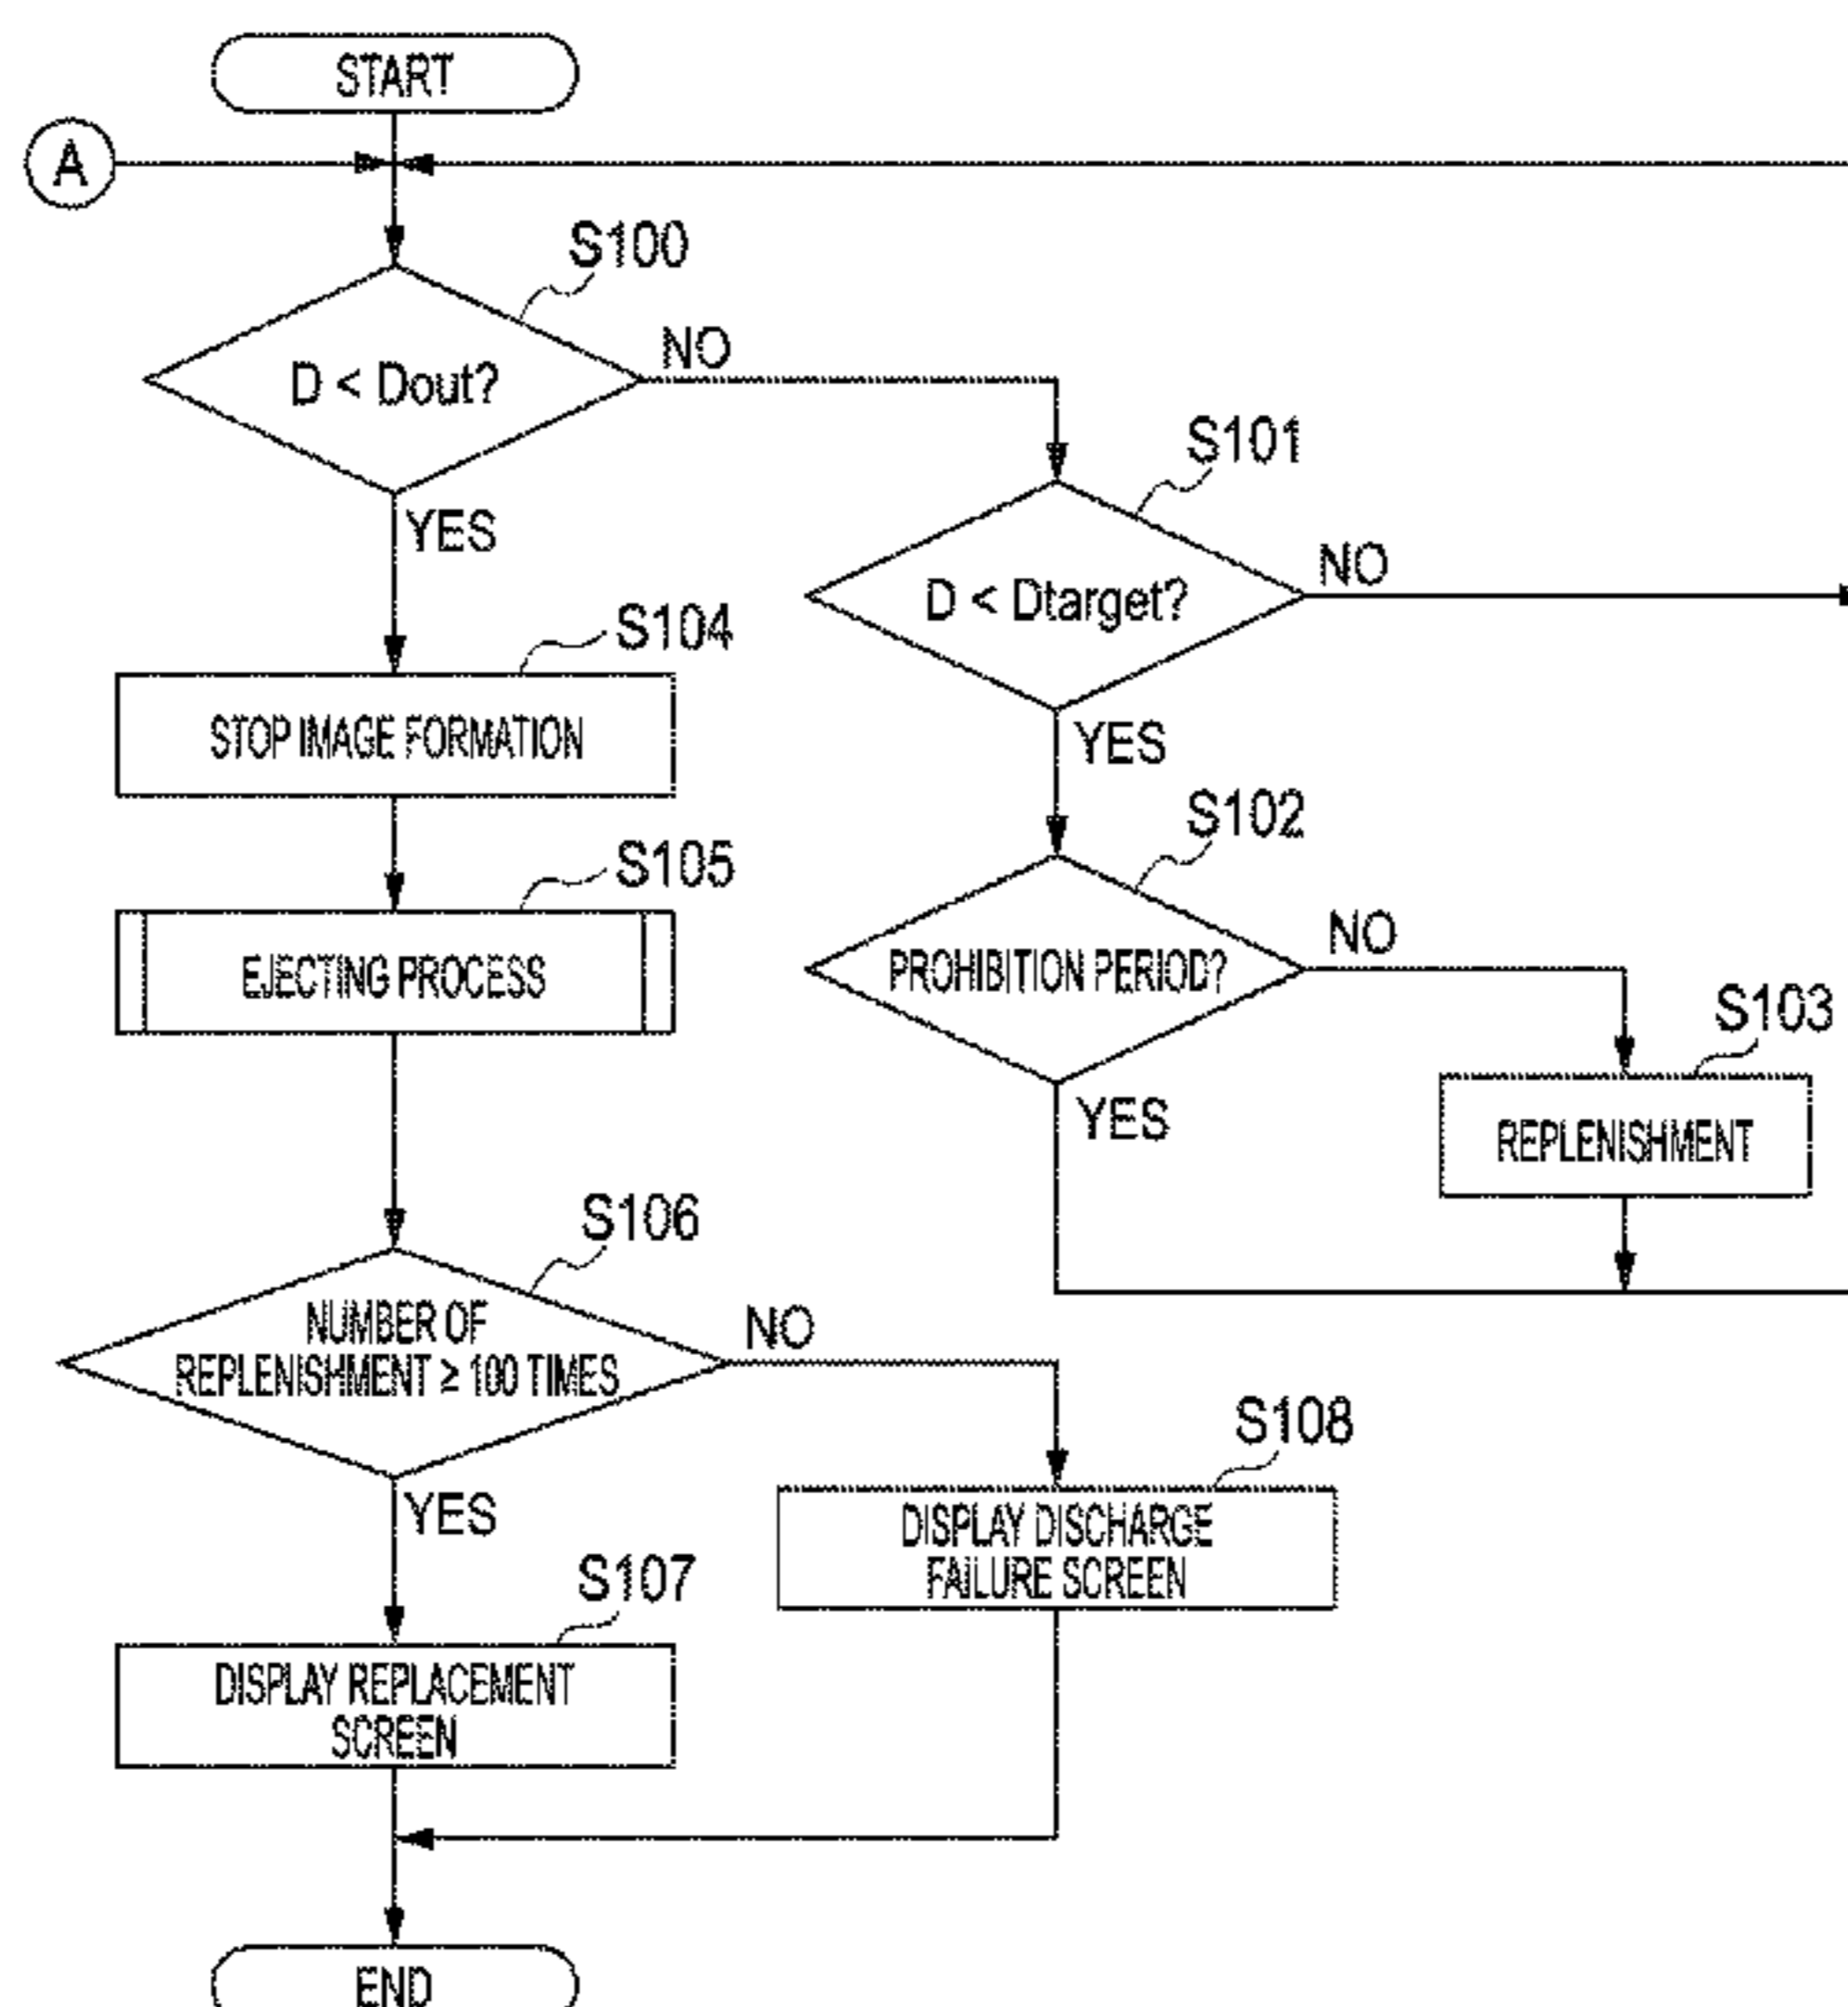 START
A
S100
D < Dout?
NO
YES
S101
D < Dtarget?
NO
YES
S104
STOP IMAGE FORMATION
S102
PROHIBITION PERIOD?
NO
YES
S105
EJECTING PROCESS
S103
REPLENISHMENT
S106
NUMBER OF
REPLENISHMENT ≥ 100 TIMES
NO
YES
S108
DISPLAY DISCHARGE
FAILURE SCREEN
S107
DISPLAY REPLACEMENT
SCREEN
END